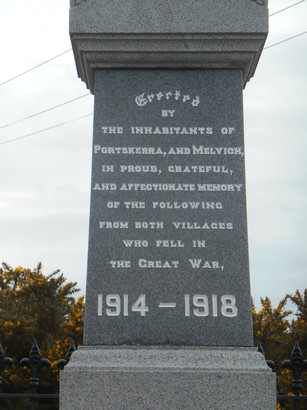 Erected
BY
THE INHABITANTS OF
PORTSKERRA, AND MELVICH,
IN PROUD, GRATEFUL,
AND AFFECTIONATE MEMORY
OF THE FOLLOWING
FROM BOTH VILLAGES
WHO FELL IN
THE GREAT WAR,
1914 – 1918